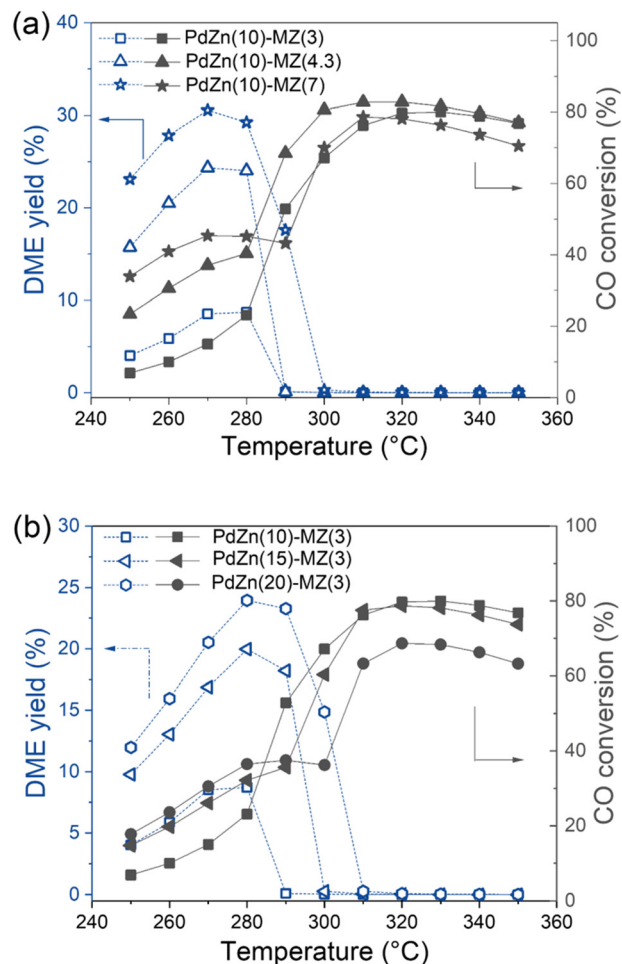 (a)
PdZn(10)-MZ(3)
PdZn(10)-MZ(4.3)
PdZn(10)-MZ(7)
DME yield (%)
40
30
20
10
0
CO conversion (%)
100
80
60
40
20
0
240 260 280 300 320 340 360
Temperature (°C)
(b)
PdZn(10)-MZ(3)
PdZn(15)-MZ(3)
PdZn(20)-MZ(3)
DME yield (%)
30
25
20
15
10
5
0
CO conversion (%)
100
80
60
40
20
0
240 260 280 300 320 340 360
Temperature (°C)